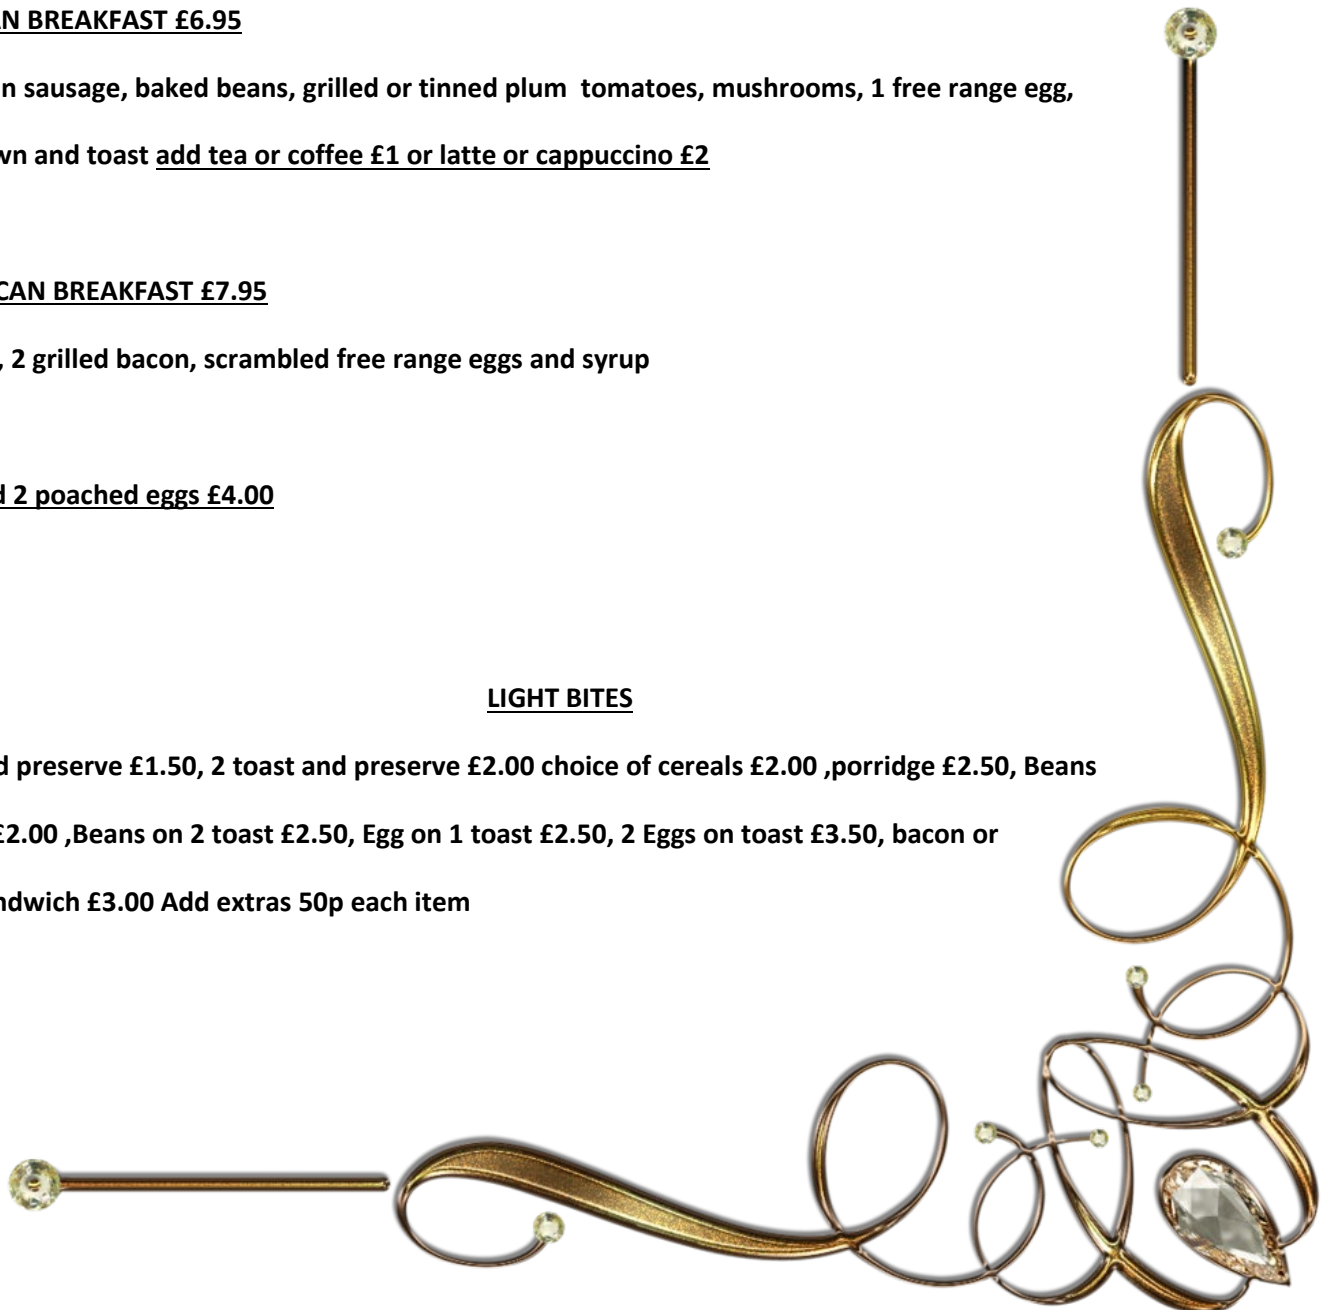 AN BREAKFAST £6.95
n sausage, baked beans, grilled or tinned plum  tomatoes, mushrooms, 1 free range egg,
wn and toast add tea or coffee £1 or latte or cappuccino £2
CAN BREAKFAST £7.95
, 2 grilled bacon, scrambled free range eggs and syrup
d 2 poached eggs £4.00
LIGHT BITES
d preserve £1.50, 2 toast and preserve £2.00 choice of cereals £2.00 ,porridge £2.50, Beans
£2.00 ,Beans on 2 toast £2.50, Egg on 1 toast £2.50, 2 Eggs on toast £3.50, bacon or
ndwich £3.00 Add extras 50p each item